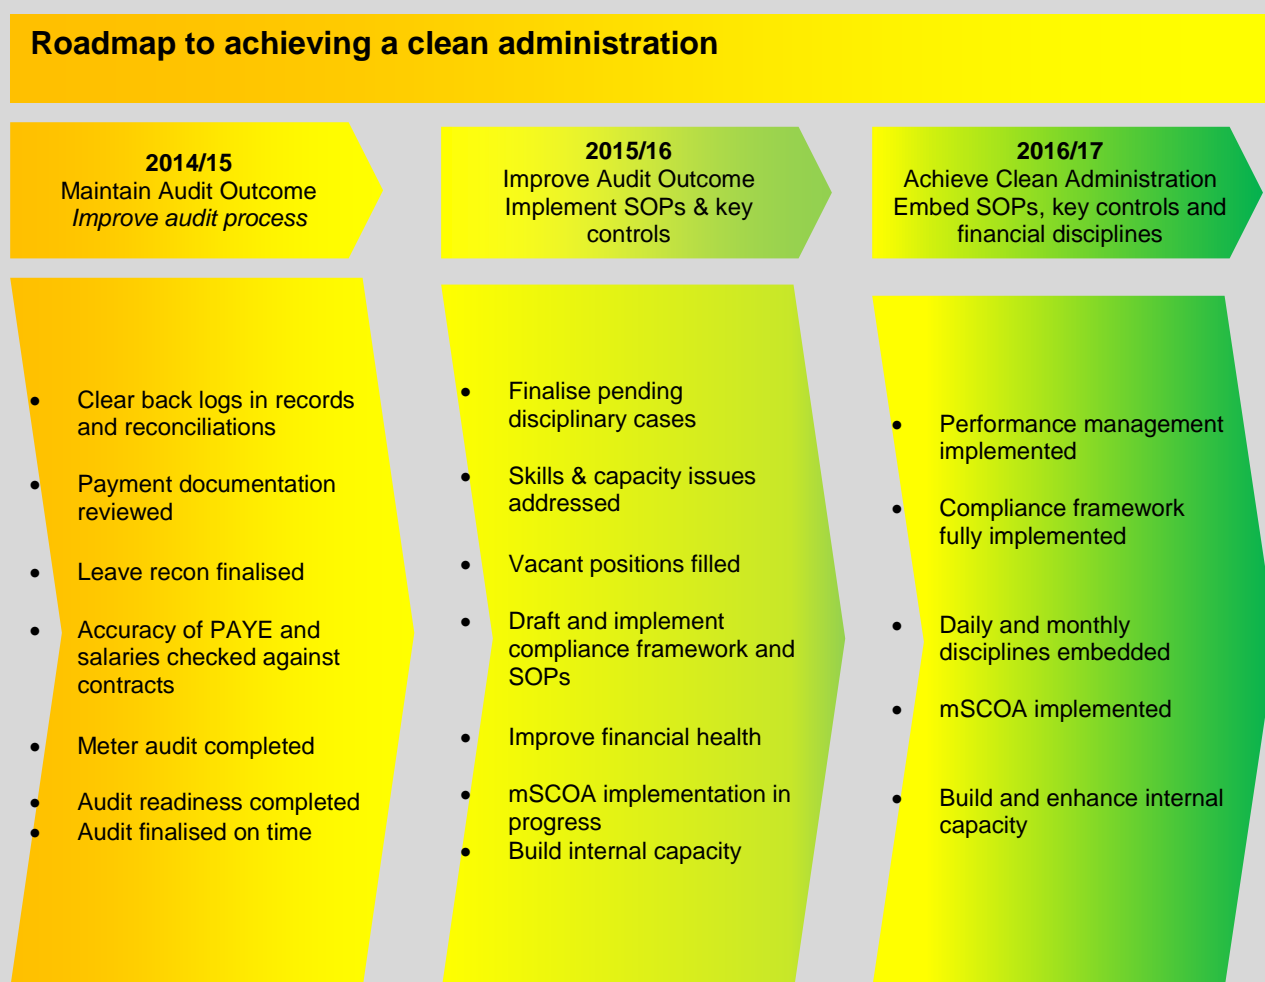 Roadmap to achieving a clean administration
2014/15
Maintain Audit Outcome
Improve audit process
2015/16
Improve Audit Outcome
Implement SOPs & key
controls
2016/17
Achieve Clean Administration
Embed SOPs, key controls and
financial disciplines
• Clear back logs in records
and reconciliations
• Payment documentation
reviewed
• Leave recon finalised
• Accuracy of PAYE and
salaries checked against
contracts
• Meter audit completed
• Audit readiness completed
• Audit finalised on time
• Finalise pending
disciplinary cases
• Skills & capacity issues
addressed
• Vacant positions filled
• Draft and implement
compliance framework and
SOPs
• Improve financial health
• mSCOA implementation in
progress
• Build internal capacity
• Performance management
implemented
• Compliance framework
fully implemented
• Daily and monthly
disciplines embedded
• mSCOA implemented
• Build and enhance internal
capacity